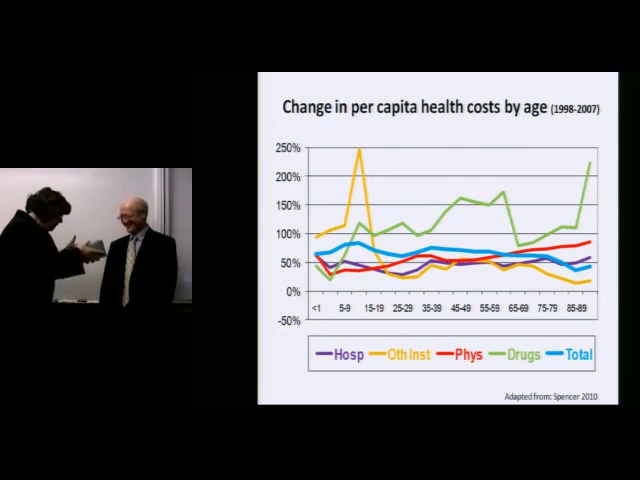 Change in per capita health costs by age (1998-2007)
250%
200%
150%
100%
50%
0%
-50%
<1 5-9 15-19 25-29 35-39 45-49 55-59 65-69 75-79 85-89
Hosp Oth Inst Phys Drugs Total
Adapted from: Spencer 2010